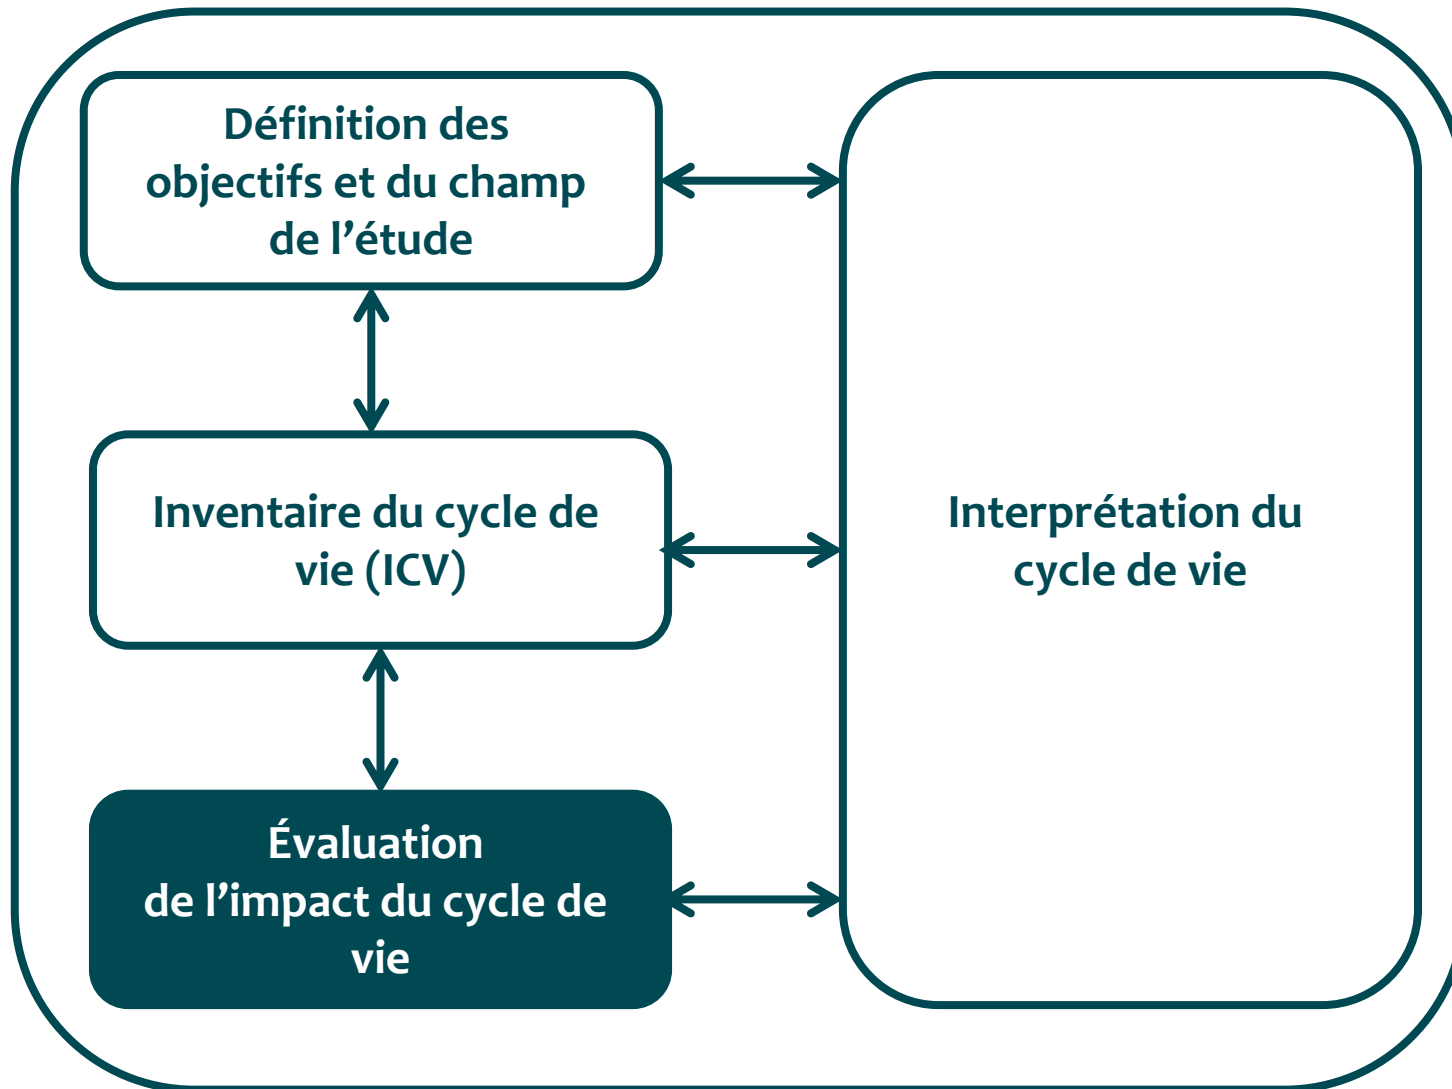 Définition des
objectifs et du champ
de l’étude
Inventaire du cycle de
vie (ICV)
Évaluation
de l’impact du cycle de
vie
Interprétation du
cycle de vie